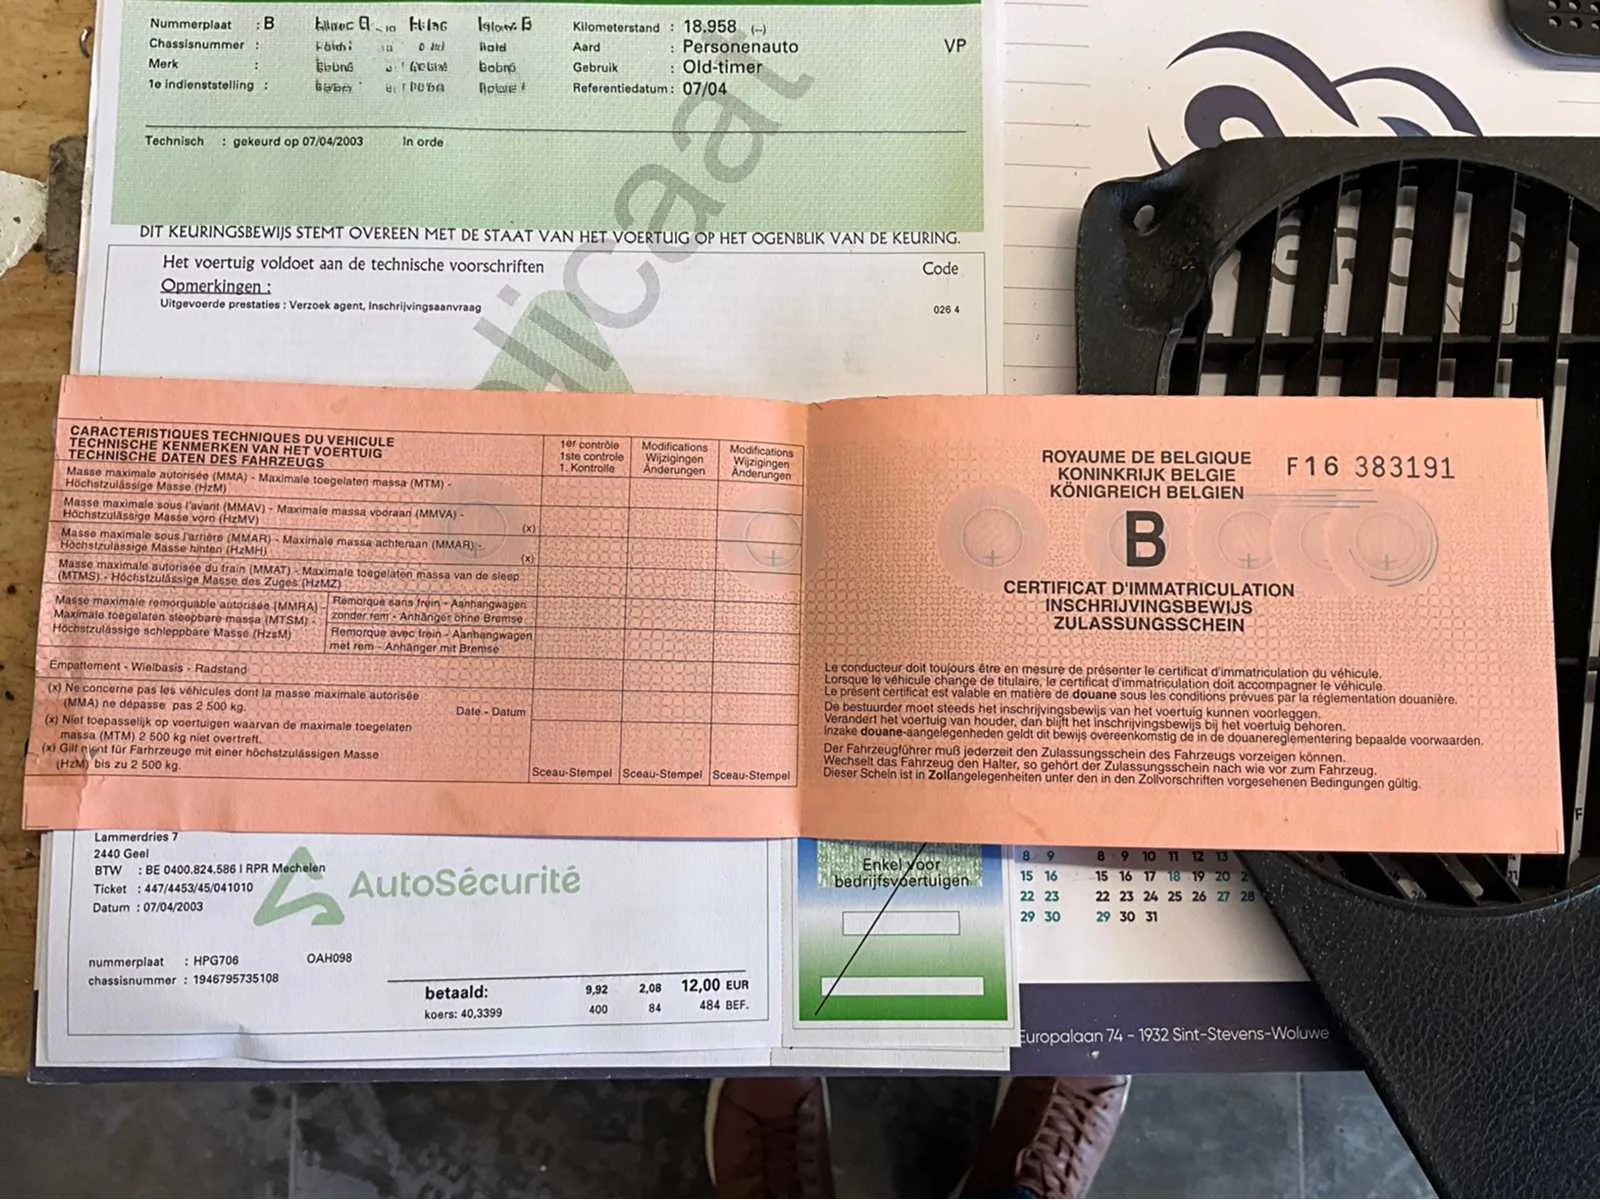 Nummerplaat : B
Chassisnummer :
Merk :
1e indienststelling :
Kilometerstand : 18.958 (--)
Aard : Personenauto VP
Gebruik : Old-timer
Referentiedatum : 07/04
Technisch : gekeurd op 07/04/2003 In orde
DIT KEURINGSBEWIJS STEMT OVEREEN MET DE STAAT VAN HET VOERTUIG OP HET OGENBLIK VAN DE KEURING.
Het voertuig voldoet aan de technische voorschriften Code
Opmerkingen :
Uitgevoerde prestaties : Verzoek agent, Inschrijvingsaanvraag 026 4
CARACTERISTIQUES TECHNIQUES DU VEHICULE
TECHNISCHE KENMERKEN VAN HET VOERTUIG
TECHNISCHE DATEN DES FAHRZEUGS
1er contrôle
1ste controle
1. Kontrolle
Modifications
Wijzigingen
Änderungen
Modifications
Wijzigingen
Änderungen
Masse maximale autorisée (MMA) - Maximale toegelaten massa (MTM) -
Höchstzulässige Masse (HzM)
Masse maximale sous l'avant (MMAV) - Maximale massa vooraan (MMVA) -
Höchstzulässige Masse vorn (HzMV) (x)
Masse maximale sous l'arrière (MMAR) - Maximale massa achteraan (MMAR) -
Höchstzulässige Masse hinten (HzMH) (x)
Masse maximale autorisée du train (MMAT) - Maximale toegelaten massa van de sleep
(MTMS) - Höchstzulässige Masse des Zuges (HzMZ)
Masse maximale remorquable autorisée (MMRA) -
Maximale toegelaten sleepbare massa (MTSM) -
Höchstzulässige schleppbare Masse (HzsM)
Remorque sans frein - Aanhangwagen
zonder rem - Anhänger ohne Bremse
Remorque avec frein - Aanhangwagen
met rem - Anhänger mit Bremse
Empattement - Wielbasis - Radstand
(x) Ne concerne pas les véhicules dont la masse maximale autorisée
(MMA) ne dépasse pas 2 500 kg.
Date - Datum
(x) Niet toepasselijk op voertuigen waarvan de maximale toegelaten
massa (MTM) 2 500 kg niet overtreft.
(x) Gilt nicht für Farhrzeuge mit einer höchstzulässigen Masse
(HzM) bis zu 2 500 kg.
Sceau-Stempel Sceau-Stempel Sceau-Stempel
ROYAUME DE BELGIQUE
KONINKRIJK BELGIE
KÖNIGREICH BELGIEN
F16 383191
B
CERTIFICAT D'IMMATRICULATION
INSCHRIJVINGSBEWIJS
ZULASSUNGSSCHEIN
Le conducteur doit toujours être en mesure de présenter le certificat d'immatriculation du véhicule.
Lorsque le véhicule change de titulaire, le certificat d'immatriculation doit accompagner le véhicule.
Le présent certificat est valable en matière de douane sous les conditions prévues par la réglementation douanière.
De bestuurder moet steeds het inschrijvingsbewijs van het voertuig kunnen voorleggen.
Verandert het voertuig van houder, dan blijft het inschrijvingsbewijs bij het voertuig behoren.
Inzake douane-aangelegenheden geldt dit bewijs overeenkomstig de in de douanereglementering bepaalde voorwaarden.
Der Fahrzeugführer muß jederzeit den Zulassungsschein des Fahrzeugs vorzeigen können.
Wechselt das Fahrzeug den Halter, so gehört der Zulassungsschein nach wie vor zum Fahrzeug.
Dieser Schein ist in Zollangelegenheiten unter den in den Zollvorschriften vorgesehenen Bedingungen gültig.
Lammerdries 7
2440 Geel
BTW : BE 0400.824.586 | RPR Mechelen
Ticket : 447/4453/45/041010
Datum : 07/04/2003
AutoSécurité
nummerplaat : HPG706 OAH098
chassisnummer : 1946795735108
betaald: 9,92 2,08 12,00 EUR
koers: 40,3399 400 84 484 BEF.
Enkel voor
bedrijfsvoertuigen
8 9 8 9 10 11 12 13
15 16 15 16 17 18 19 20
22 23 22 23 24 25 26 27 28
29 30 29 30 31
Europalaan 74 - 1932 Sint-Stevens-Woluwe